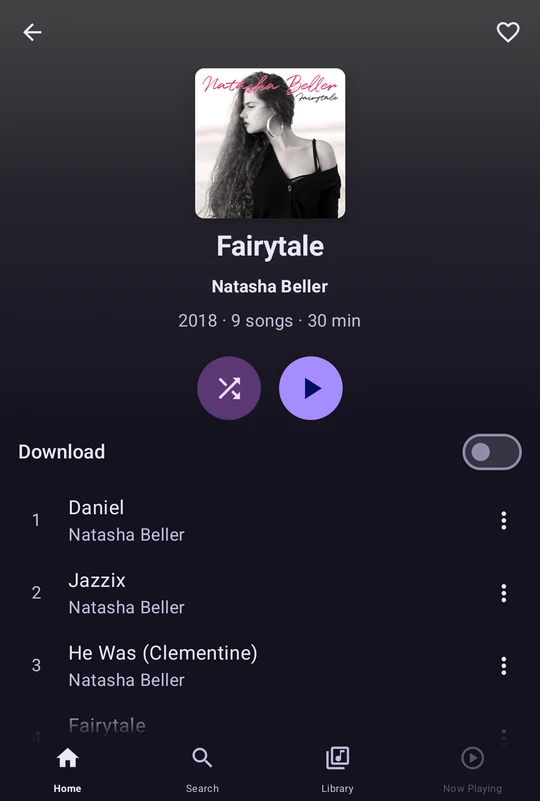 Natasha Beller
Fairytale
Fairytale
Natasha Beller
2018 · 9 songs · 30 min
Download
1
Daniel
Natasha Beller
2
Jazzix
Natasha Beller
3
He Was (Clementine)
Natasha Beller
4
Fairytale
Home
Search
Library
Now Playing